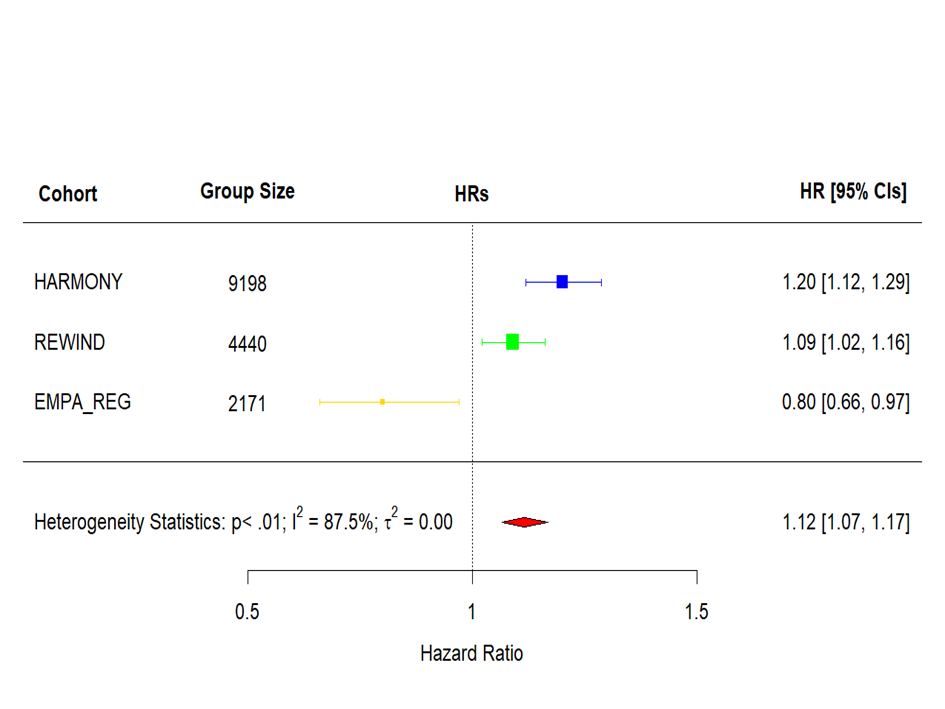 Cohort Group Size HRs HR [95% CIs]
HARMONY 9198 1.20 [1.12, 1.29]
REWIND 4440 1.09 [1.02, 1.16]
EMPA_REG 2171 0.80 [0.66, 0.97]
Heterogeneity Statistics: p< .01; I² = 87.5%; τ² = 0.00 1.12 [1.07, 1.17]
0.5 1 1.5
Hazard Ratio